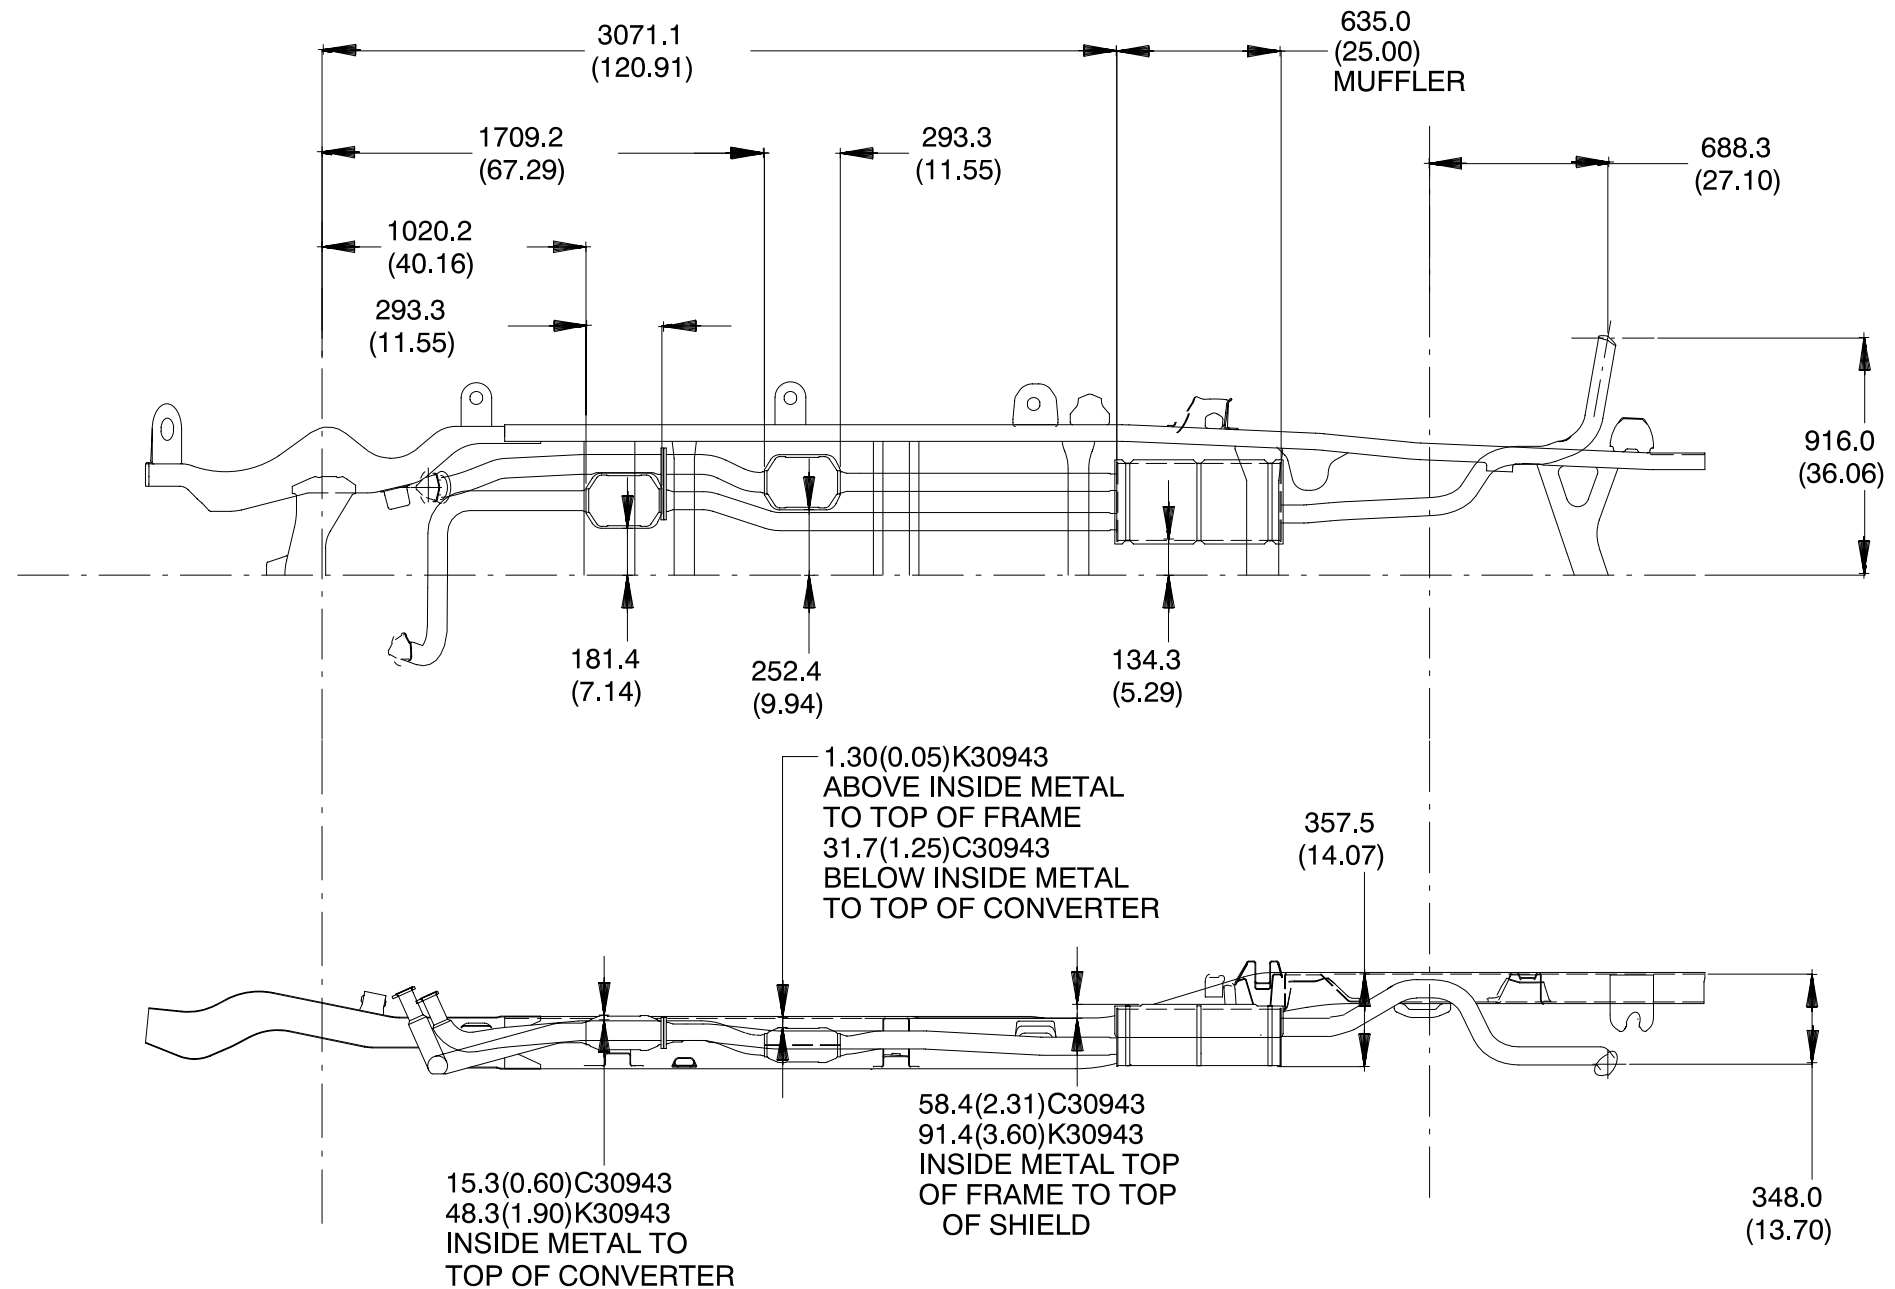 3071.1
(120.91)
635.0
(25.00)
MUFFLER
1709.2
(67.29)
293.3
(11.55)
688.3
(27.10)
1020.2
(40.16)
293.3
(11.55)
916.0
(36.06)
181.4
(7.14)
252.4
(9.94)
134.3
(5.29)
1.30(0.05)K30943
ABOVE INSIDE METAL
TO TOP OF FRAME
31.7(1.25)C30943
BELOW INSIDE METAL
TO TOP OF CONVERTER
357.5
(14.07)
58.4(2.31)C30943
91.4(3.60)K30943
INSIDE METAL TOP
OF FRAME TO TOP
OF SHIELD
15.3(0.60)C30943
48.3(1.90)K30943
INSIDE METAL TO
TOP OF CONVERTER
348.0
(13.70)